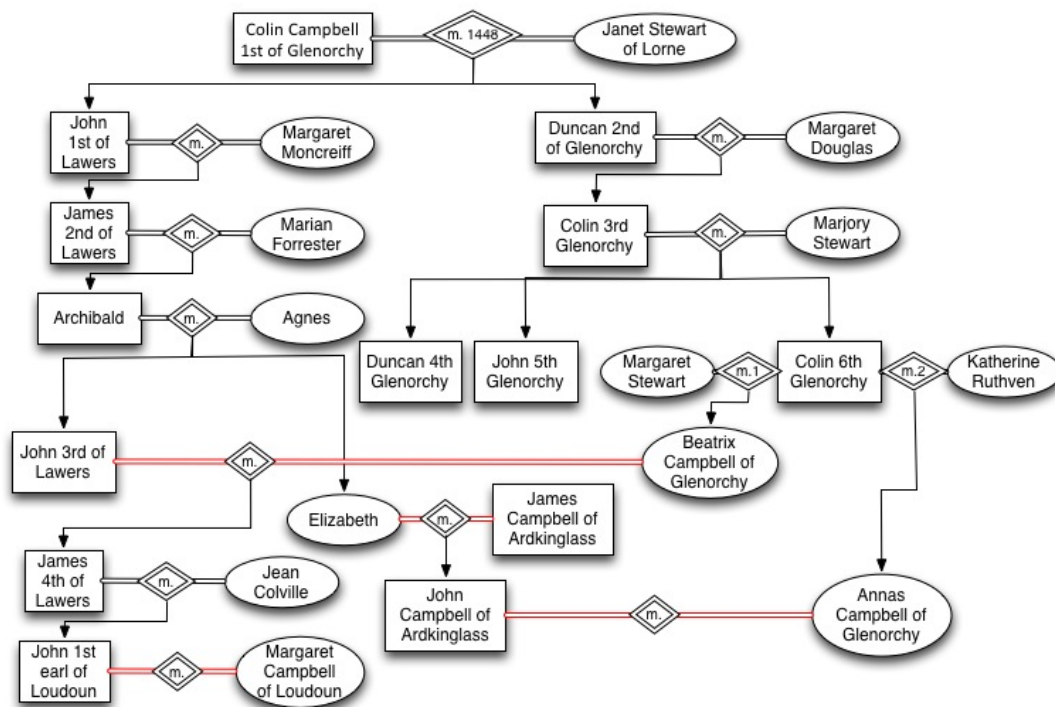 Colin Campbell
1st of Glenorchy
m. 1448
Janet Stewart
of Lorne
John
1st of
Lawers
m.
Margaret
Moncreiff
Duncan 2nd
of Glenorchy
m.
Margaret
Douglas
James
2nd of
Lawers
m.
Marian
Forrester
Colin 3rd
Glenorchy
m.
Marjory
Stewart
Archibald
m.
Agnes
Duncan 4th
Glenorchy
John 5th
Glenorchy
Margaret
Stewart
m.1
Colin 6th
Glenorchy
m.2
Katherine
Ruthven
John 3rd of
Lawers
m.
Beatrix
Campbell of
Glenorchy
Elizabeth
m.
James
Campbell of
Ardkinglass
James
4th of
Lawers
m.
Jean
Colville
John
Campbell of
Ardkinglass
m.
Annas
Campbell of
Glenorchy
John 1st
earl of
Loudoun
m.
Margaret
Campbell
of Loudoun